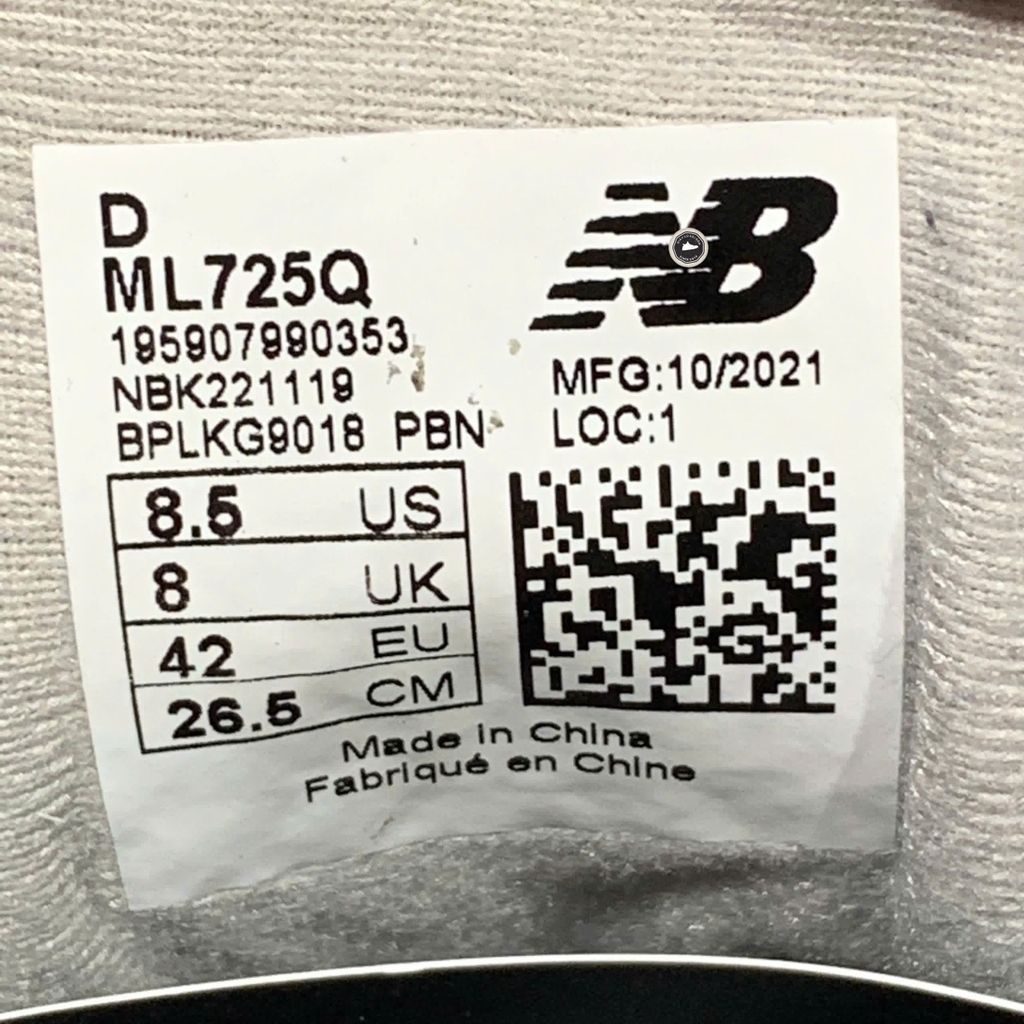 D
ML725Q
195907990353
NBK221119
BPLKG9018 PBN
NB
MFG:10/2021
LOC:1
8.5 US
8 UK
42 EU
26.5 CM
Made in China
Fabriqué en Chine